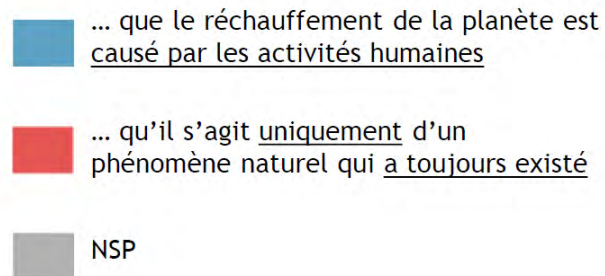 … que le réchauffement de la planète est
causé par les activités humaines
… qu’il s’agit uniquement d’un
phénomène naturel qui a toujours existé
NSP